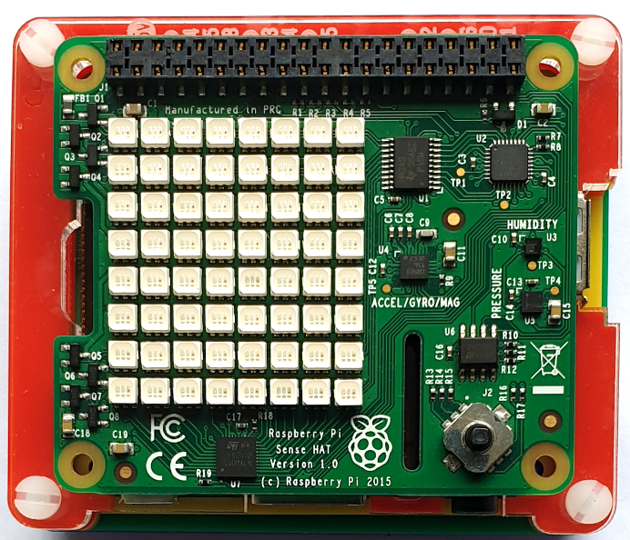 J1
FB1 Q1
C1
Manufactured in PRC
R1 R2 R3 R4 R5
D1
C2
Q2
Q3
Q4
U2
R7
R8
C3
TP1
C4
TP2
C5
U1
C6 C7 C8
C9
HUMIDITY
C10
U3
TP3
U4
C11
C12
R9
TP5
ACCEL/GYRO/MAG
PRESSURE
C13
TP4
C14
U5
C15
U6
R10
R11
R12
C16
R13
R14
R15
R16
R17
J2
Q5
Q6
Q7
Q8
C17
R18
C18
C19
FC
CE
R19
U7
Raspberry Pi
Sense HAT
Version 1.0
(c) Raspberry Pi 2015